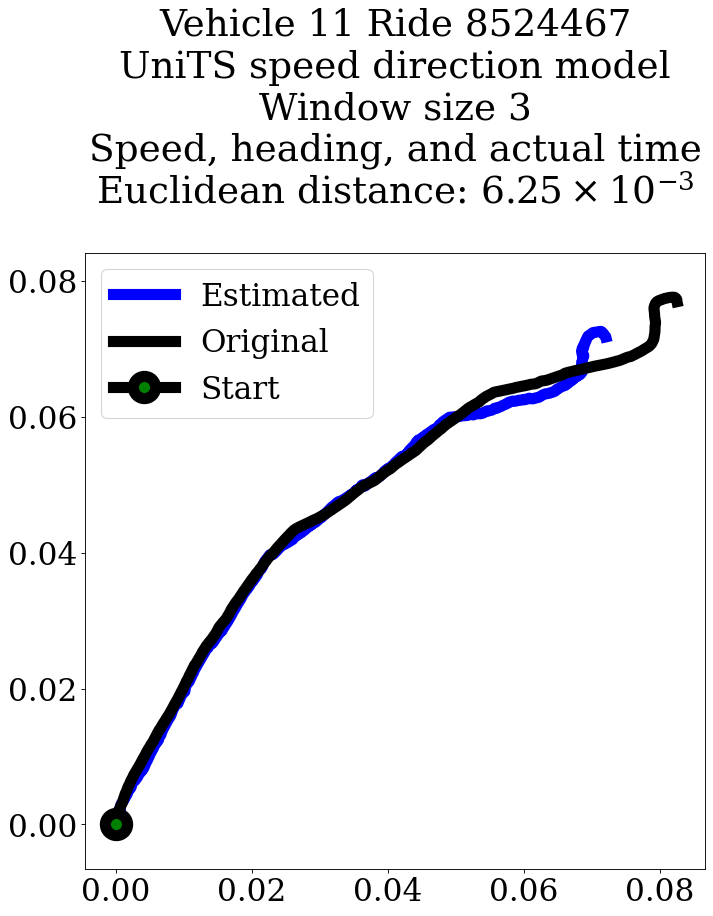 Vehicle 11 Ride 8524467
UniTS speed direction model
Window size 3
Speed, heading, and actual time
Euclidean distance: 6.25 × 10⁻³
Estimated
Original
Start
0.08
0.06
0.04
0.02
0.00
0.00 0.02 0.04 0.06 0.08